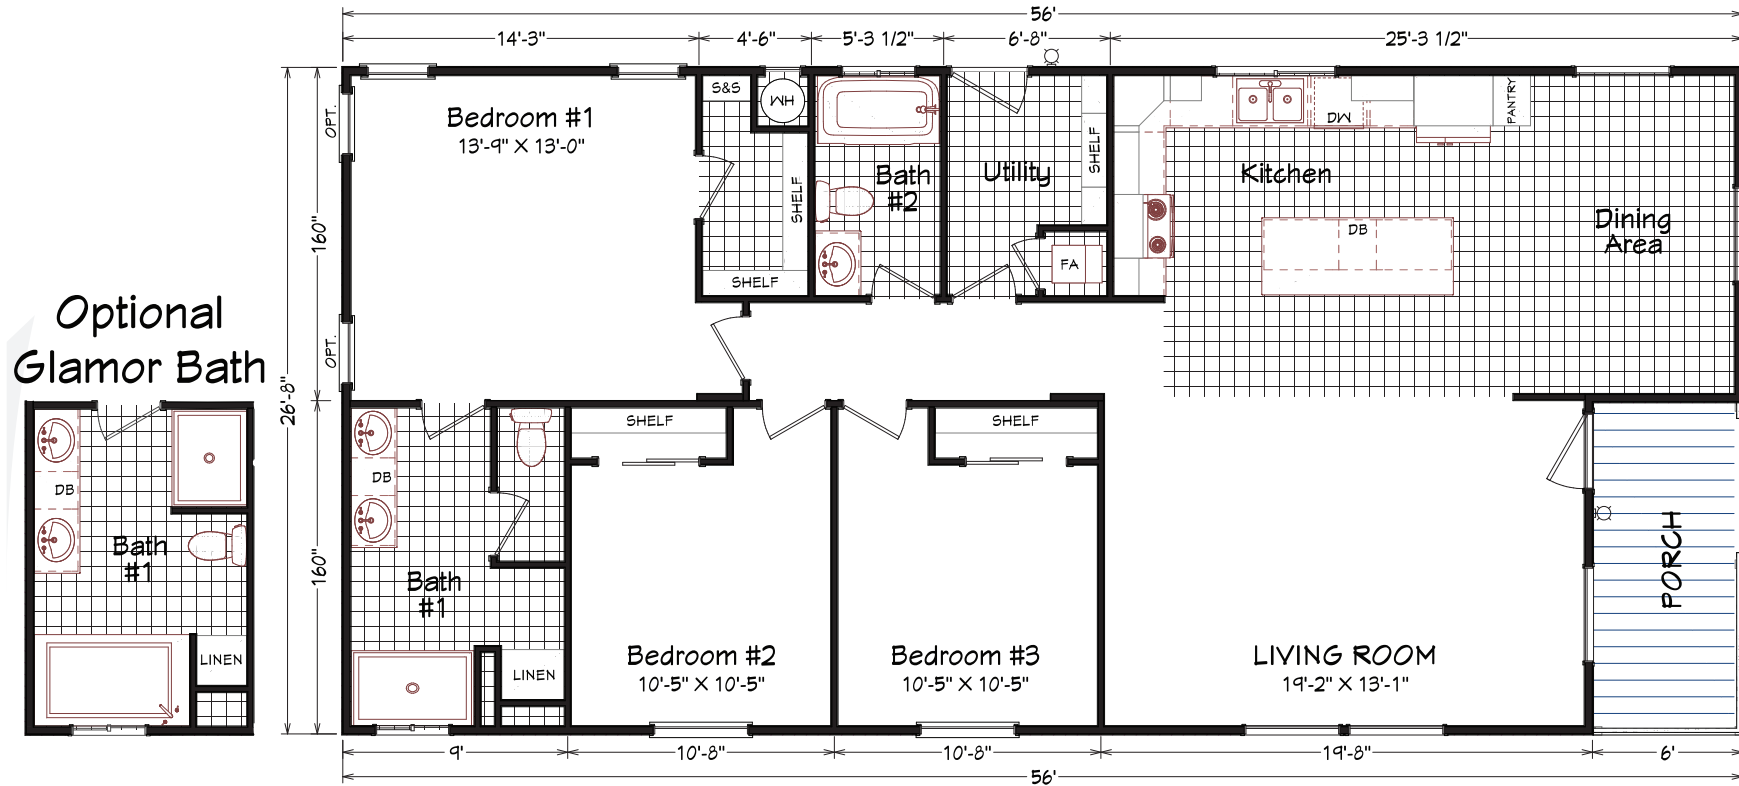 56'
14'-3"
4'-6"
5'-3 1/2"
6'-8"
25'-3 1/2"
S&S
WH
OPT.
Bedroom #1
13'-9" X 13'-0"
SHELF
SHELF
Bath
#2
Utility
SHELF
FA
DW
PANTRY
Kitchen
DB
Dining
Area
160"
26'-8"
OPT.
Optional
Glamor Bath
DB
Bath
#1
LINEN
160"
DB
Bath
#1
LINEN
SHELF
SHELF
Bedroom #2
10'-5" X 10'-5"
Bedroom #3
10'-5" X 10'-5"
LIVING ROOM
19'-2" X 13'-1"
PORCH
9'
10'-8"
10'-8"
19'-8"
6'
56'